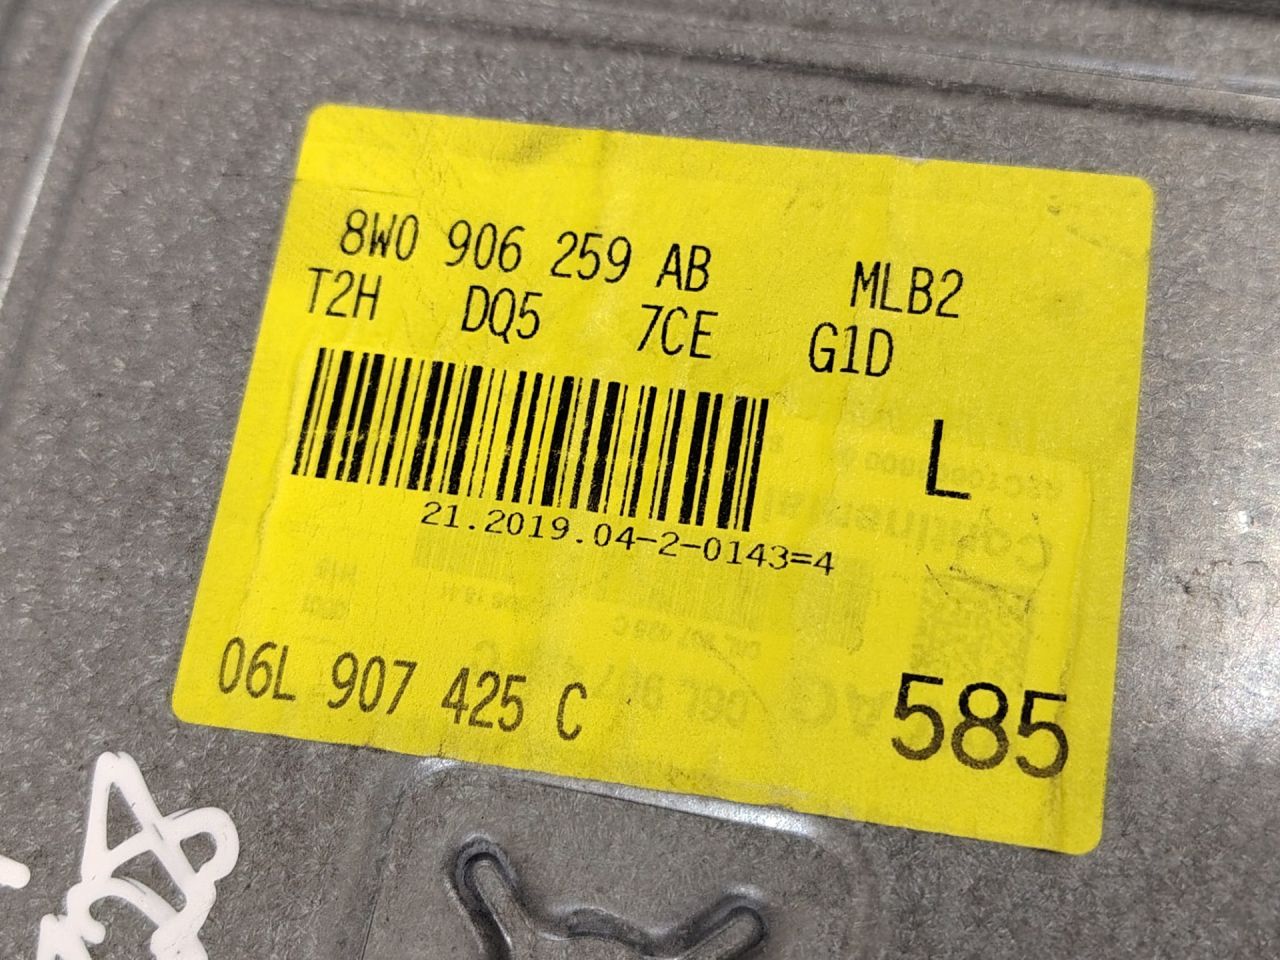 8W0 906 259 AB MLB2
T2H DQ5 7CE G1D
L
21.2019.04-2-0143=4
06L 907 425 C
585